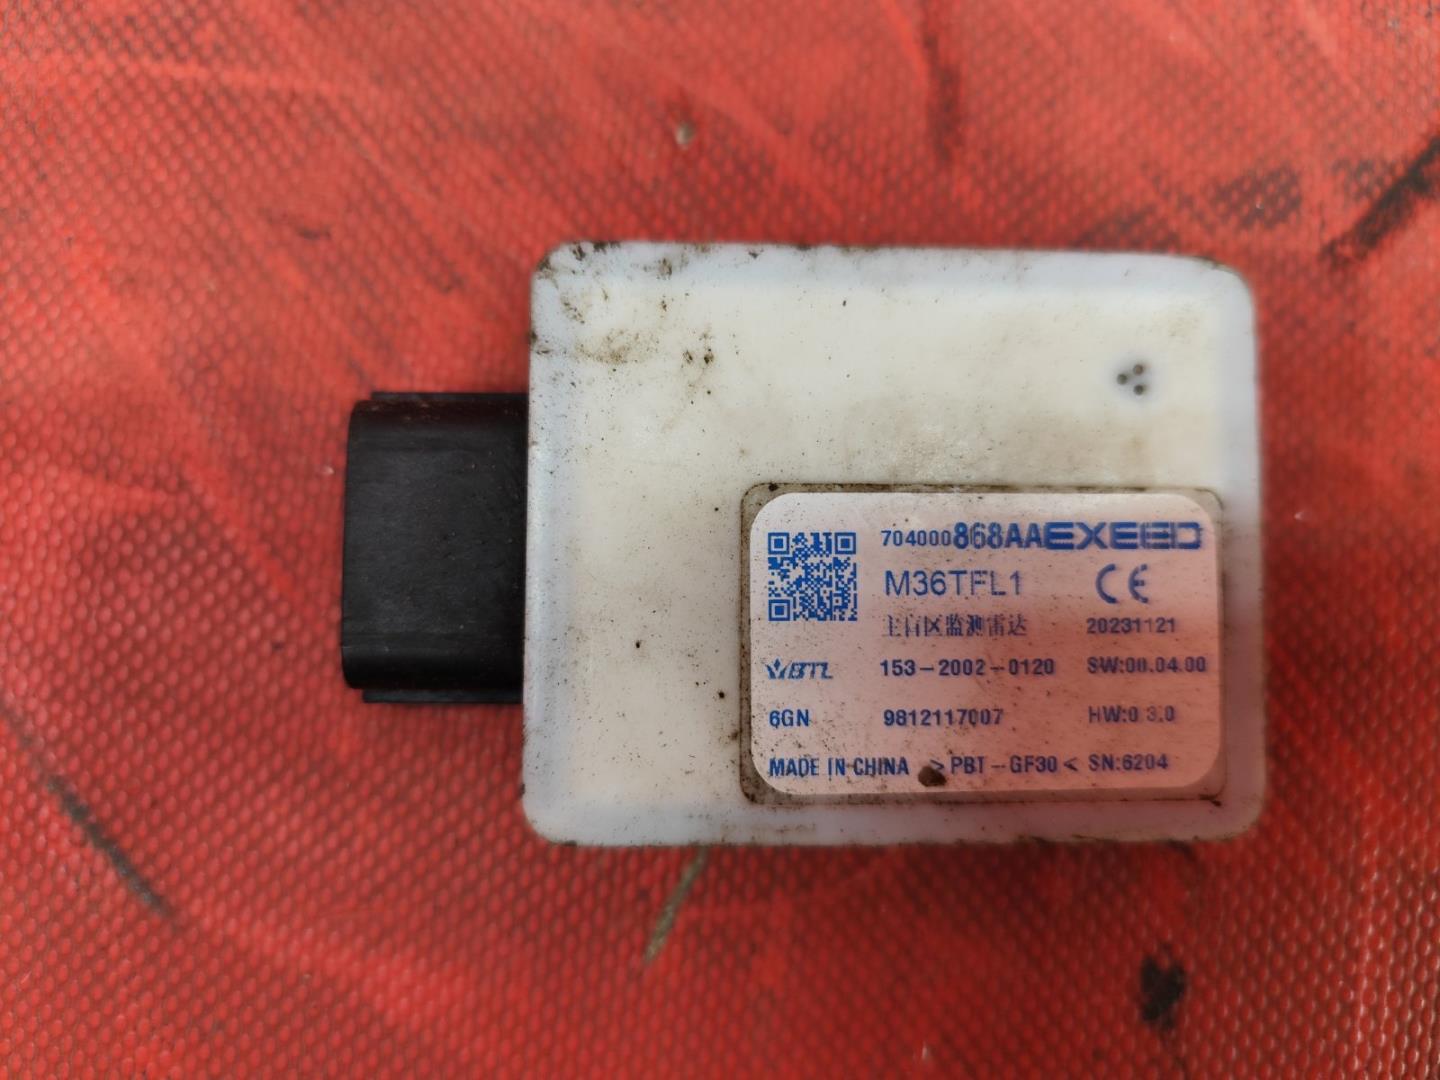 704000868AA EXEED
M36TFL1 CE
主盲区监测雷达 20231121
BTL 153-2002-0120 SW:00.04.00
6GN 9812117007 HW:0.3.0
MADE IN CHINA >PBT-GF30< SN:6204